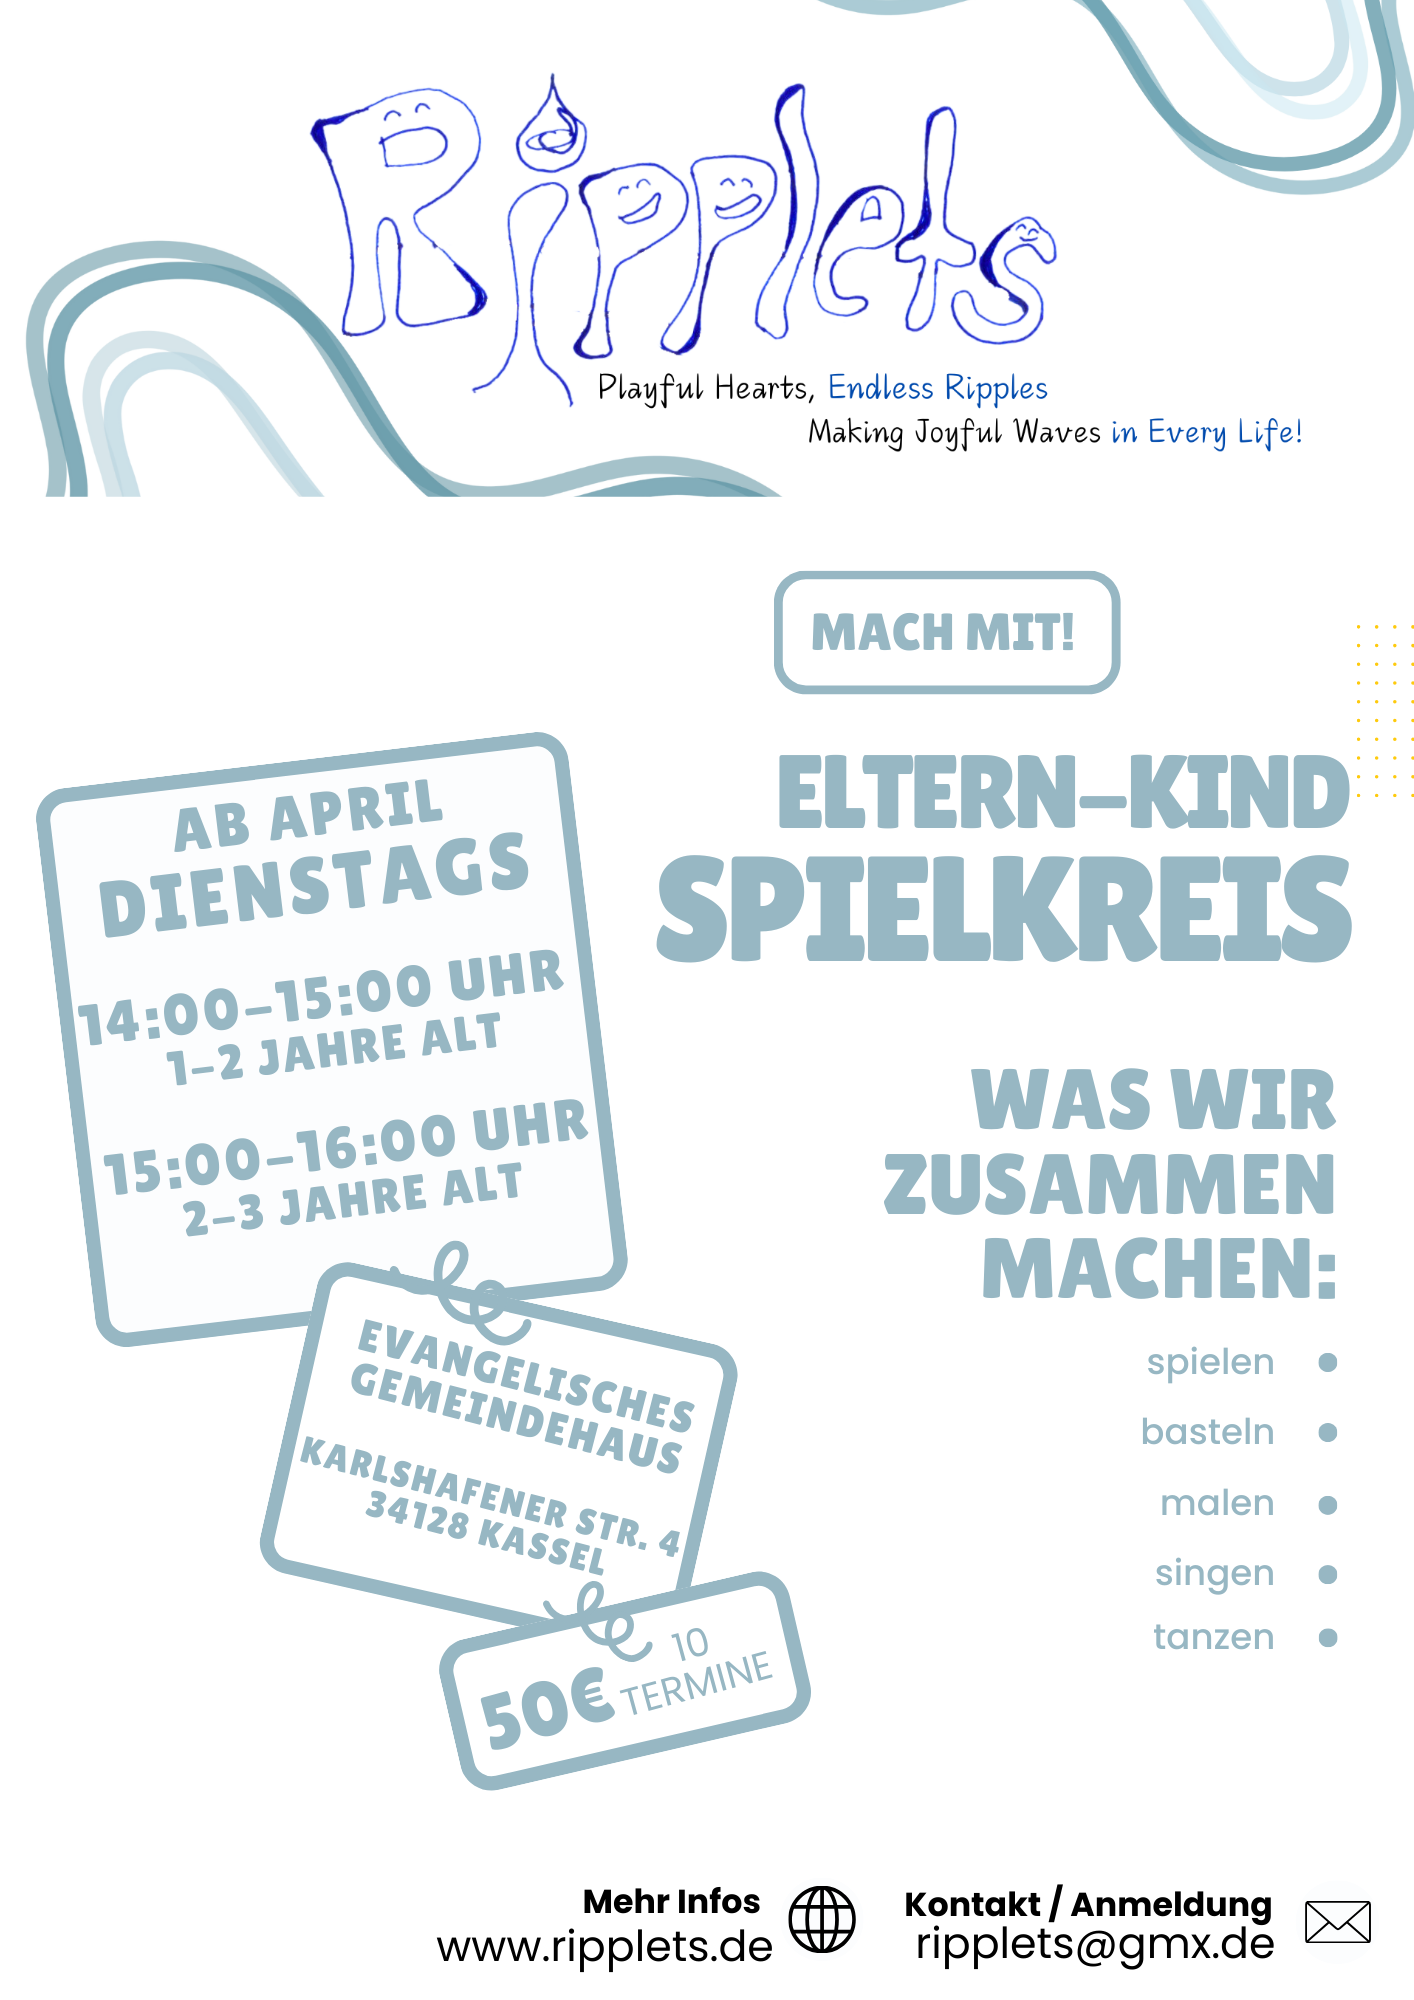 Ripplets
Playful Hearts, Endless Ripples
Making Joyful Waves in Every Life!
MACH MIT!
ELTERN-KIND
SPIELKREIS
AB APRIL
DIENSTAGS
14:00-15:00 UHR
1-2 JAHRE ALT
15:00-16:00 UHR
2-3 JAHRE ALT
EVANGELISCHES
GEMEINDEHAUS
KARLSHAFENER STR. 4
34128 KASSEL
50€ 10
TERMINE
WAS WIR
ZUSAMMEN
MACHEN:
spielen
basteln
malen
singen
tanzen
Mehr Infos
www.ripplets.de
Kontakt / Anmeldung
ripplets@gmx.de